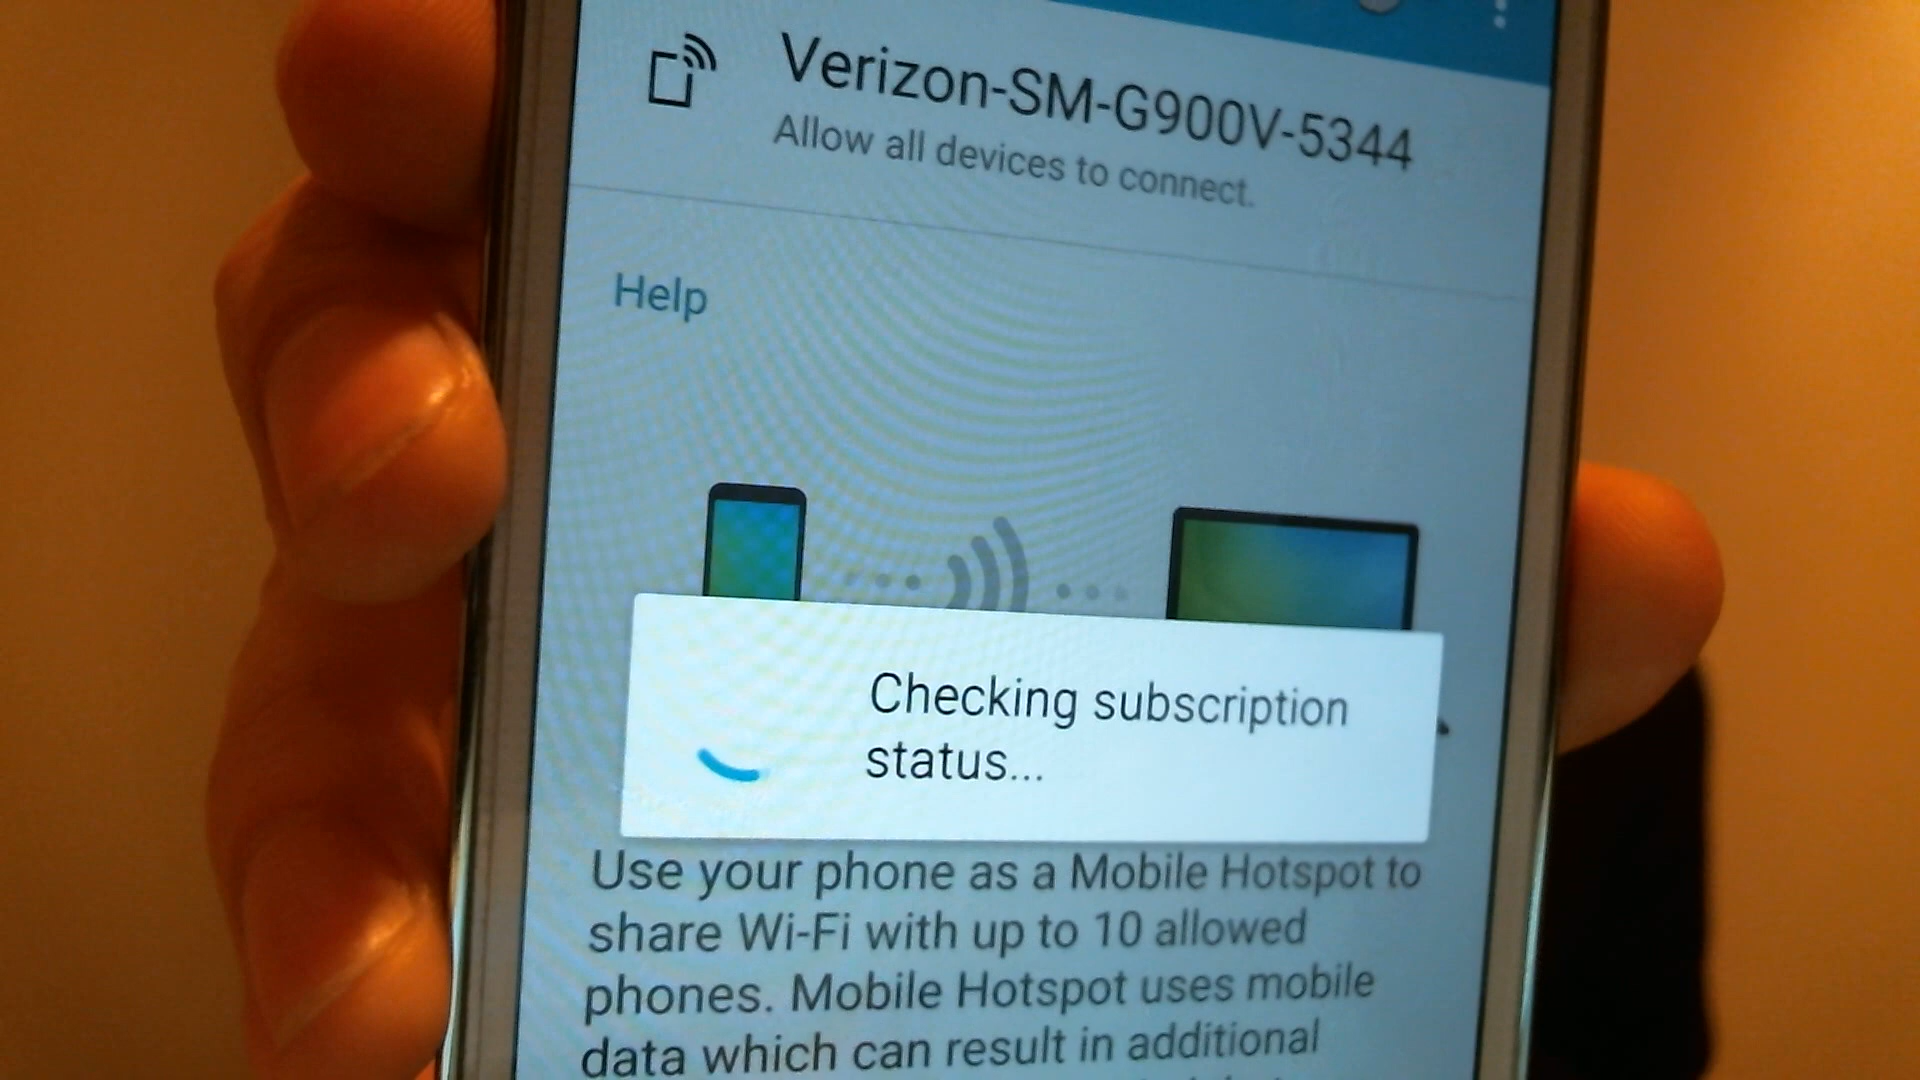 Verizon-SM-G900V-5344
Allow all devices to connect.
Help
Checking subscription
status...
Use your phone as a Mobile Hotspot to
share Wi-Fi with up to 10 allowed
phones. Mobile Hotspot uses mobile
data which can result in additional